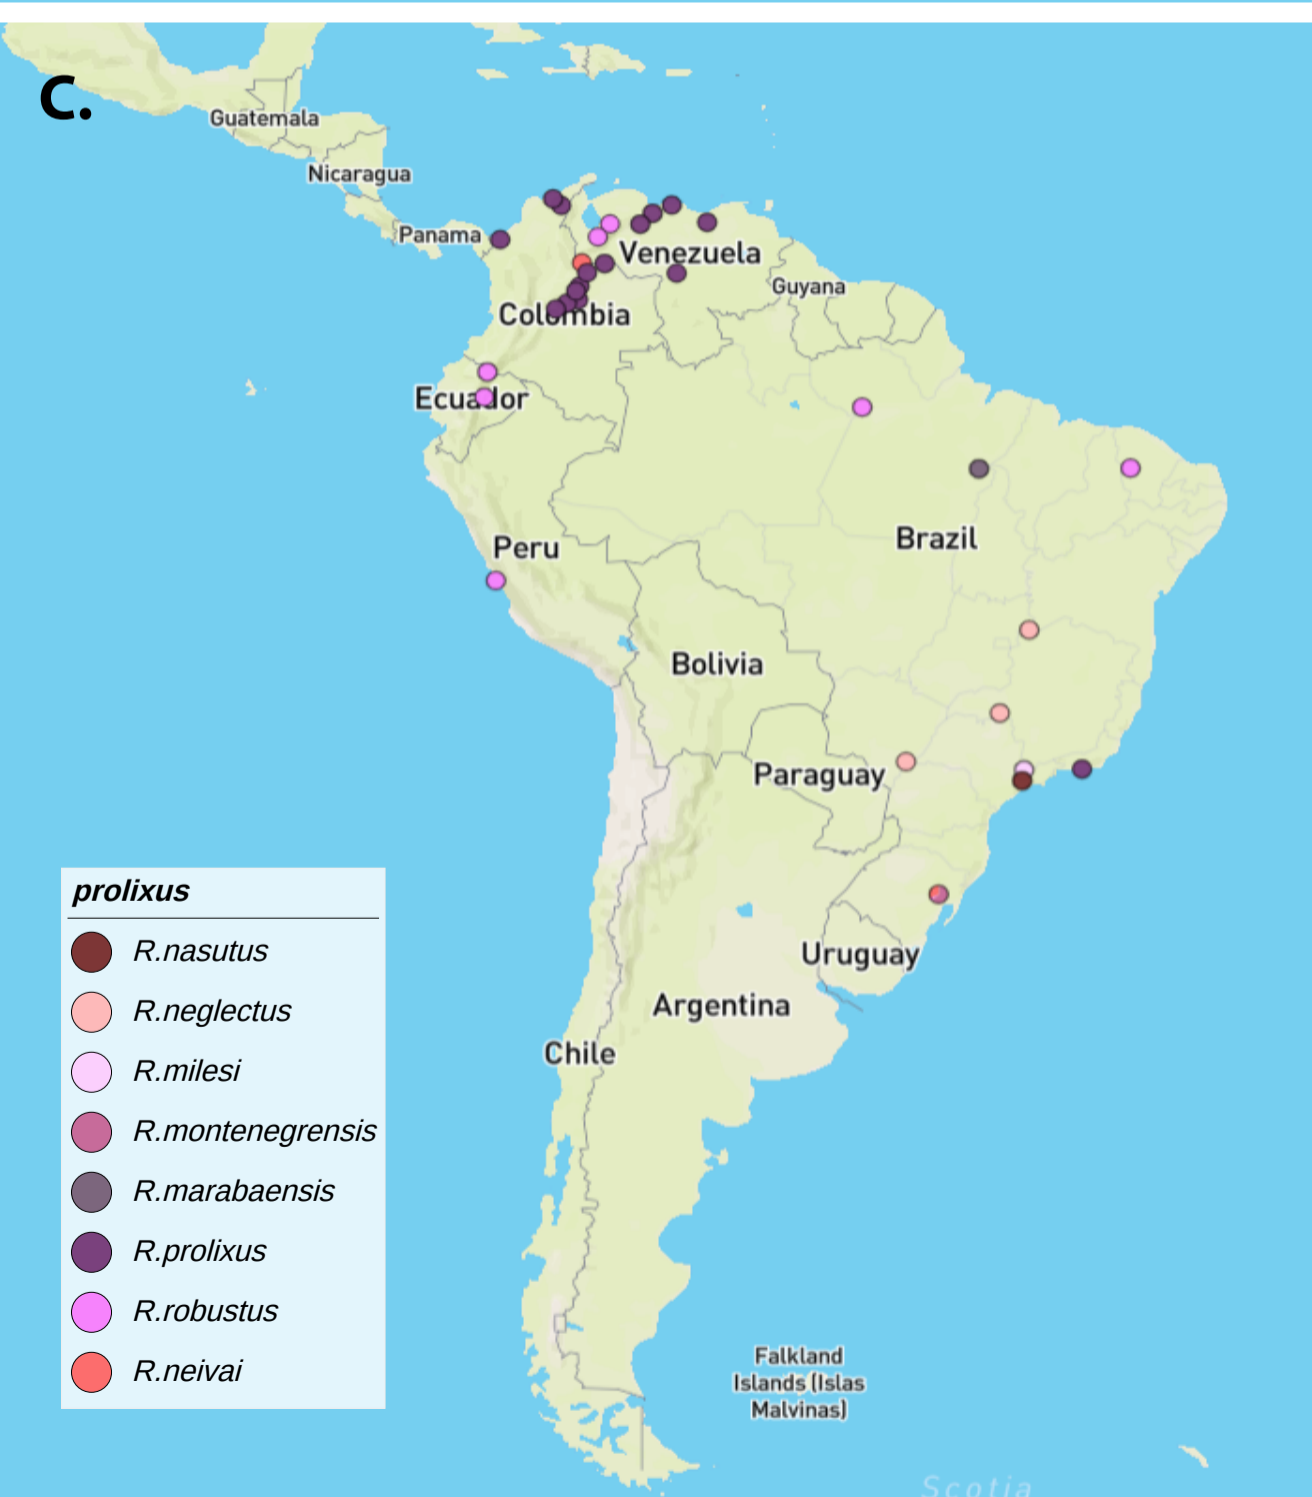 C.
Guatemala
Nicaragua
Panama
Venezuela
Guyana
Colombia
Ecuador
Brazil
Peru
Bolivia
Paraguay
Uruguay
Argentina
Chile
prolixus
R.nasutus
R.neglectus
R.milesi
R.montenegrensis
R.marabaensis
R.prolixus
R.robustus
R.neivai
Falkland
Islands (Islas
Malvinas)
Scotia